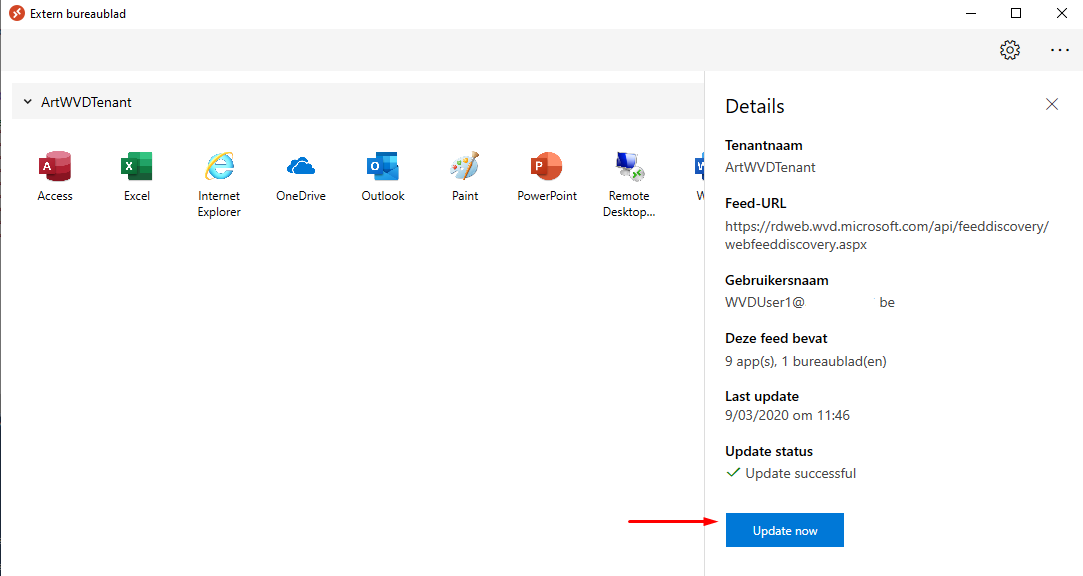 Extern bureaublad
ArtWVDTenant
Access
Excel
Internet
Explorer
OneDrive
Outlook
Paint
PowerPoint
Remote
Desktop...
W
Details
Tenantnaam
ArtWVDTenant
Feed-URL
https://rdweb.wvd.microsoft.com/api/feeddiscovery/
webfeeddiscovery.aspx
Gebruikersnaam
WVDUser1@ be
Deze feed bevat
9 app(s), 1 bureaublad(en)
Last update
9/03/2020 om 11:46
Update status
Update successful
Update now